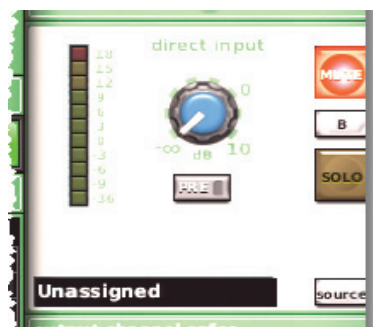 direct input
18
15
12
9
6
3
0
-3
-6
-9
-36
0
-∞ dB 10
PRE
MUTE
B
SOLO
Unassigned
source